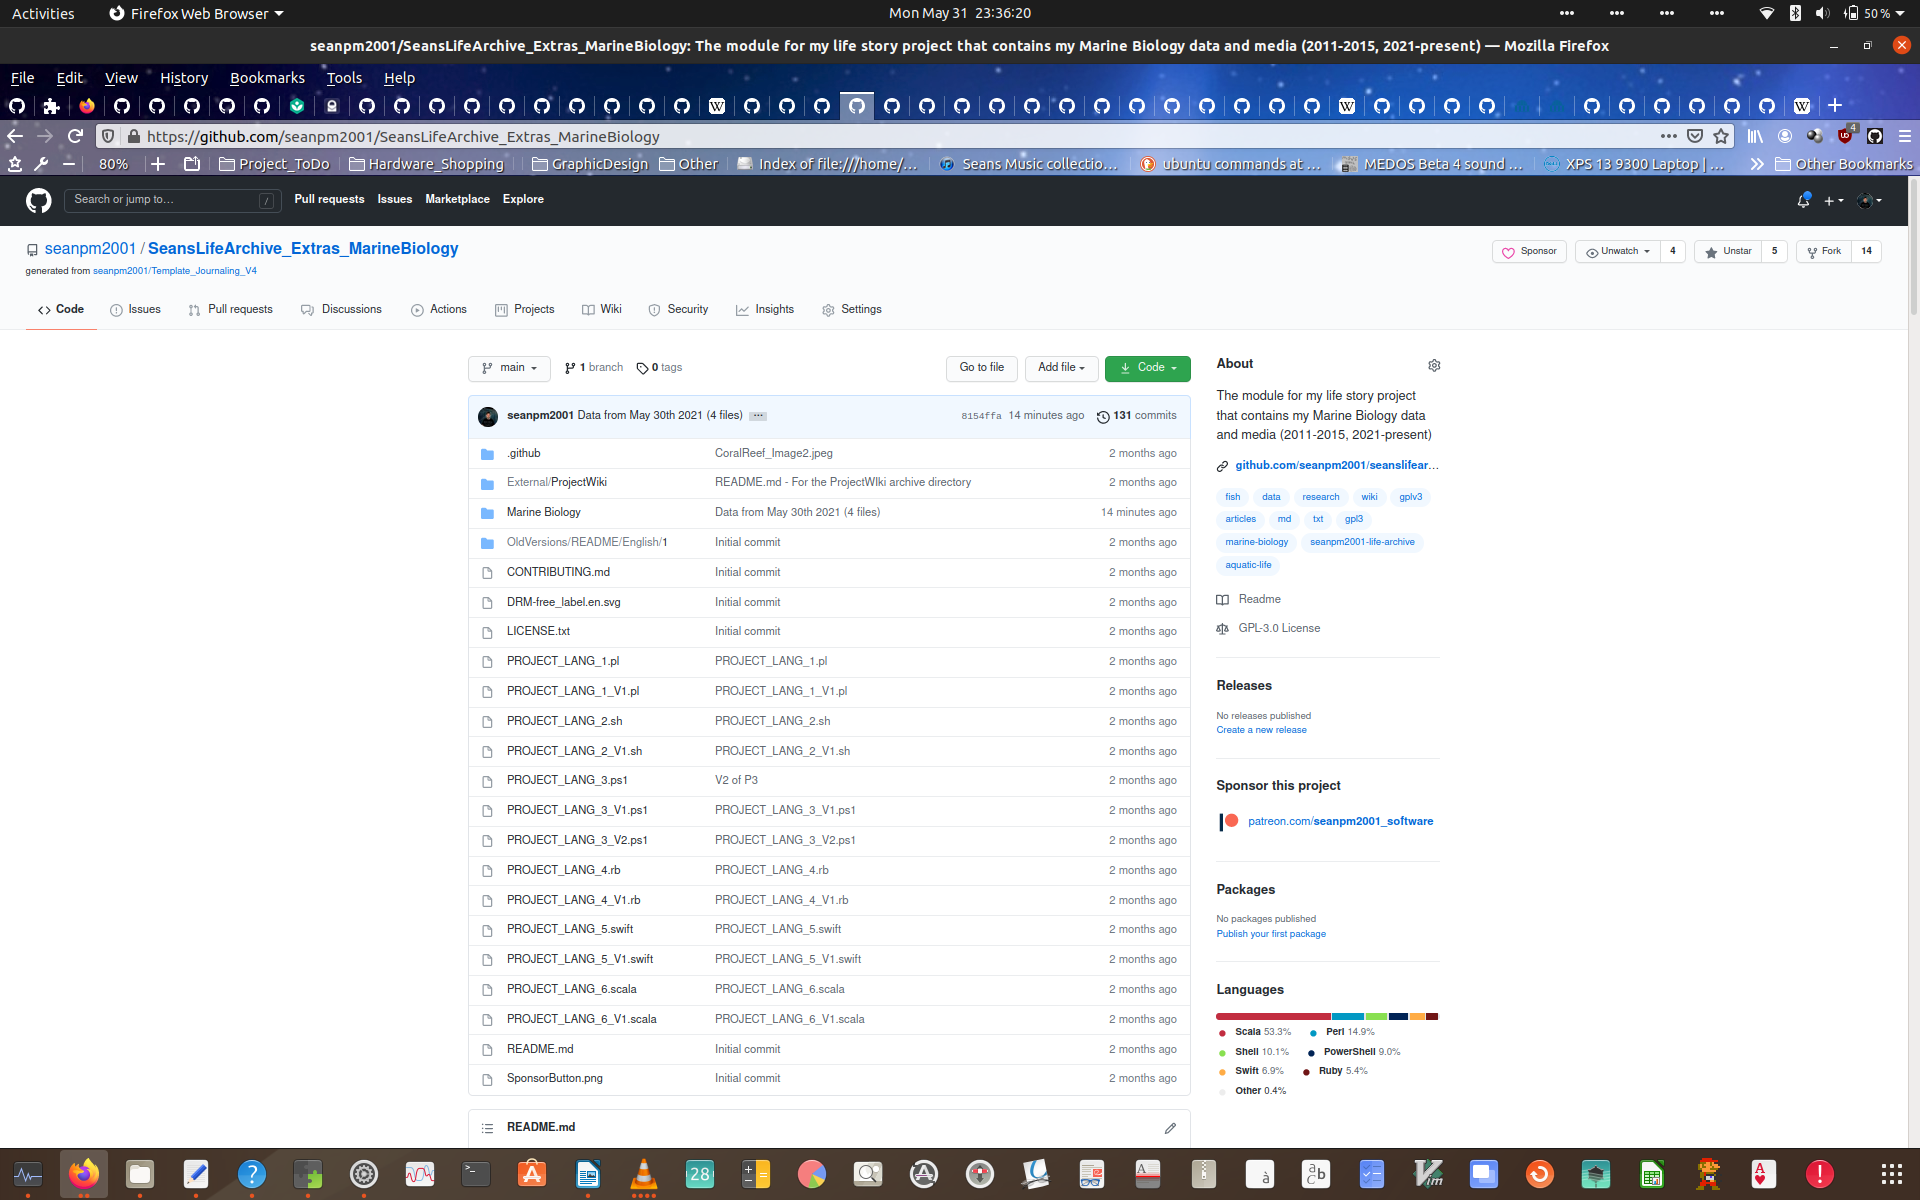 Activities Firefox Web Browser Mon May 31 23:36:20 50 %
seanpm2001/SeansLifeArchive_Extras_MarineBiology: The module for my life story project that contains my Marine Biology data and media (2011-2015, 2021-present) — Mozilla Firefox
File Edit View History Bookmarks Tools Help
https://github.com/seanpm2001/SeansLifeArchive_Extras_MarineBiology 4
80% Project_ToDo Hardware_Shopping GraphicDesign Other Index of file:///home/... Seans Music collectio... ubuntu commands at ... MEDOS Beta 4 sound ... XPS 13 9300 Laptop | ... Other Bookmarks
Search or jump to... / Pull requests Issues Marketplace Explore
seanpm2001 / SeansLifeArchive_Extras_MarineBiology Sponsor Unwatch 4 Unstar 5 Fork 14
generated from seanpm2001/Template_Journaling_V4
Code Issues Pull requests Discussions Actions Projects Wiki Security Insights Settings
main 1 branch 0 tags Go to file Add file Code
seanpm2001 Data from May 30th 2021 (4 files) ... 8154ffa 14 minutes ago 131 commits
.github CoralReef_Image2.jpeg 2 months ago
External/ProjectWiki README.md - For the ProjectWIki archive directory 2 months ago
Marine Biology Data from May 30th 2021 (4 files) 14 minutes ago
OldVersions/README/English/1 Initial commit 2 months ago
CONTRIBUTING.md Initial commit 2 months ago
DRM-free_label.en.svg Initial commit 2 months ago
LICENSE.txt Initial commit 2 months ago
PROJECT_LANG_1.pl PROJECT_LANG_1.pl 2 months ago
PROJECT_LANG_1_V1.pl PROJECT_LANG_1_V1.pl 2 months ago
PROJECT_LANG_2.sh PROJECT_LANG_2.sh 2 months ago
PROJECT_LANG_2_V1.sh PROJECT_LANG_2_V1.sh 2 months ago
PROJECT_LANG_3.ps1 V2 of P3 2 months ago
PROJECT_LANG_3_V1.ps1 PROJECT_LANG_3_V1.ps1 2 months ago
PROJECT_LANG_3_V2.ps1 PROJECT_LANG_3_V2.ps1 2 months ago
PROJECT_LANG_4.rb PROJECT_LANG_4.rb 2 months ago
PROJECT_LANG_4_V1.rb PROJECT_LANG_4_V1.rb 2 months ago
PROJECT_LANG_5.swift PROJECT_LANG_5.swift 2 months ago
PROJECT_LANG_5_V1.swift PROJECT_LANG_5_V1.swift 2 months ago
PROJECT_LANG_6.scala PROJECT_LANG_6.scala 2 months ago
PROJECT_LANG_6_V1.scala PROJECT_LANG_6_V1.scala 2 months ago
README.md Initial commit 2 months ago
SponsorButton.png Initial commit 2 months ago
README.md
About
The module for my life story project
that contains my Marine Biology data
and media (2011-2015, 2021-present)
github.com/seanpm2001/seanslifear...
fish data research wiki gplv3
articles md txt gpl3
marine-biology seanpm2001-life-archive
aquatic-life
Readme
GPL-3.0 License
Releases
No releases published
Create a new release
Sponsor this project
patreon.com/seanpm2001_software
Packages
No packages published
Publish your first package
Languages
Scala 53.3% Perl 14.9%
Shell 10.1% PowerShell 9.0%
Swift 6.9% Ruby 5.4%
Other 0.4%
28